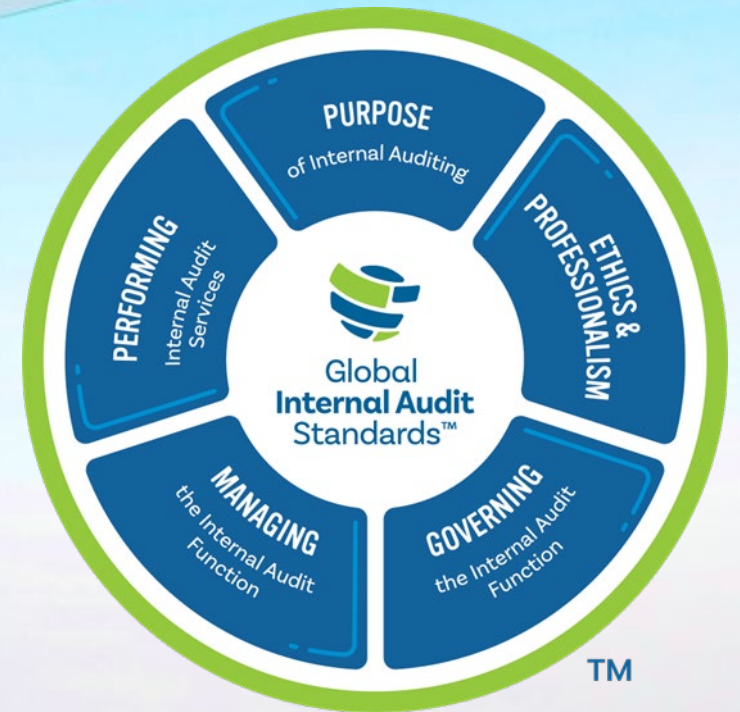 PURPOSE
of Internal Auditing
ETHICS &
PROFESSIONALISM
GOVERNING
the Internal Audit
Function
MANAGING
the Internal Audit
Function
PERFORMING
Internal Audit
Services
Global
Internal Audit
Standards™
TM